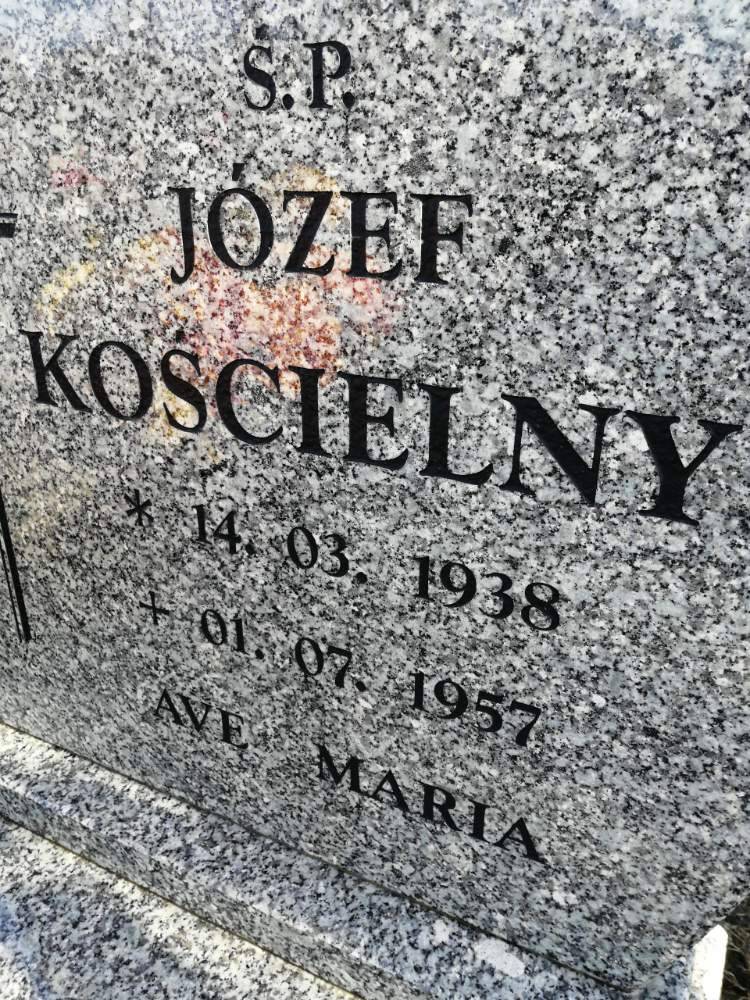 Ś.P.
JÓZEF
KOŚCIELNY
* 14. 03. 1938
+ 01. 07. 1957
AVE MARIA